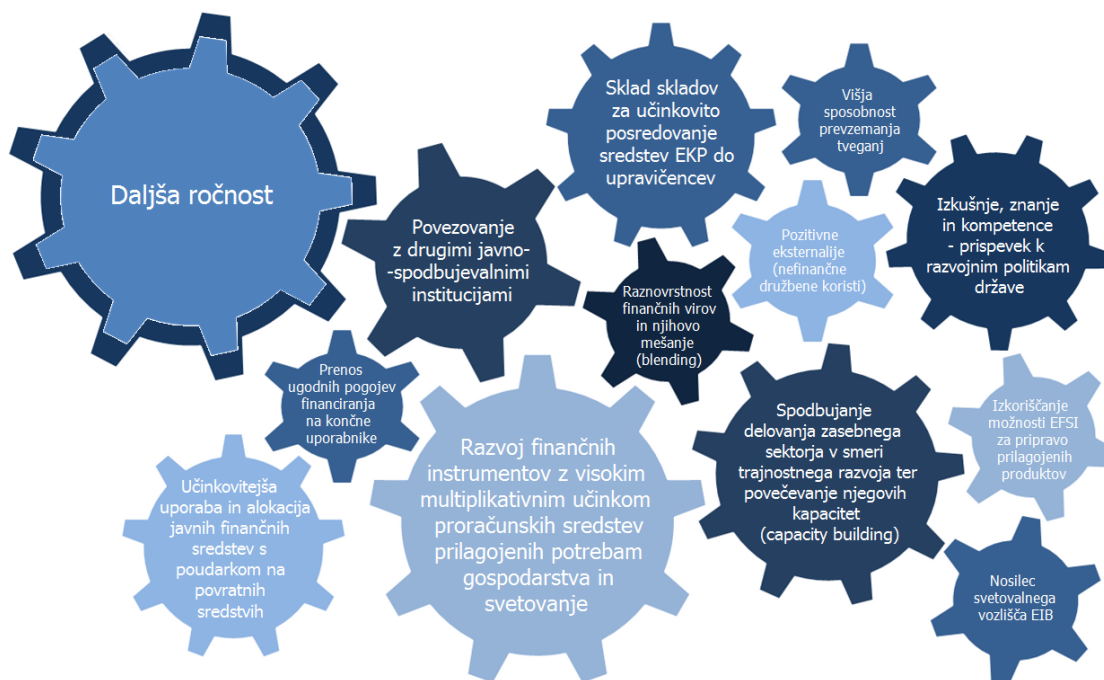 Daljša ročnost
Povezovanje
z drugimi javno-
-spodbujevalnimi
institucijami
Sklad skladov
za učinkovito
posredovanje
sredstev EKP do
upravičencev
Višja
sposobnost
prevzemanja
tveganj
Izkušnje, znanje
in kompetence
- prispevek k
razvojnim politikam
države
Pozitivne
eksternalije
(nefinančne
družbene koristi)
Raznovrstnost
finančnih virov
in njihovo
mešanje
(blending)
Prenos
ugodnih pogojev
financiranja
na končne
uporabnike
Učinkovitejša
uporaba in alokacija
javnih finančnih
sredstev s
poudarkom na
povratnih
sredstvih
Razvoj finančnih
instrumentov z visokim
multiplikativnim učinkom
proračunskih sredstev
prilagojenih potrebam
gospodarstva in
svetovanje
Spodbujanje
delovanja zasebnega
sektorja v smeri
trajnostnega razvoja ter
povečevanje njegovih
kapacitet
(capacity building)
Izkoriščanje
možnosti EFSI
za pripravo
prilagojenih
produktov
Nosilec
svetovalnega
vozlišča EIB